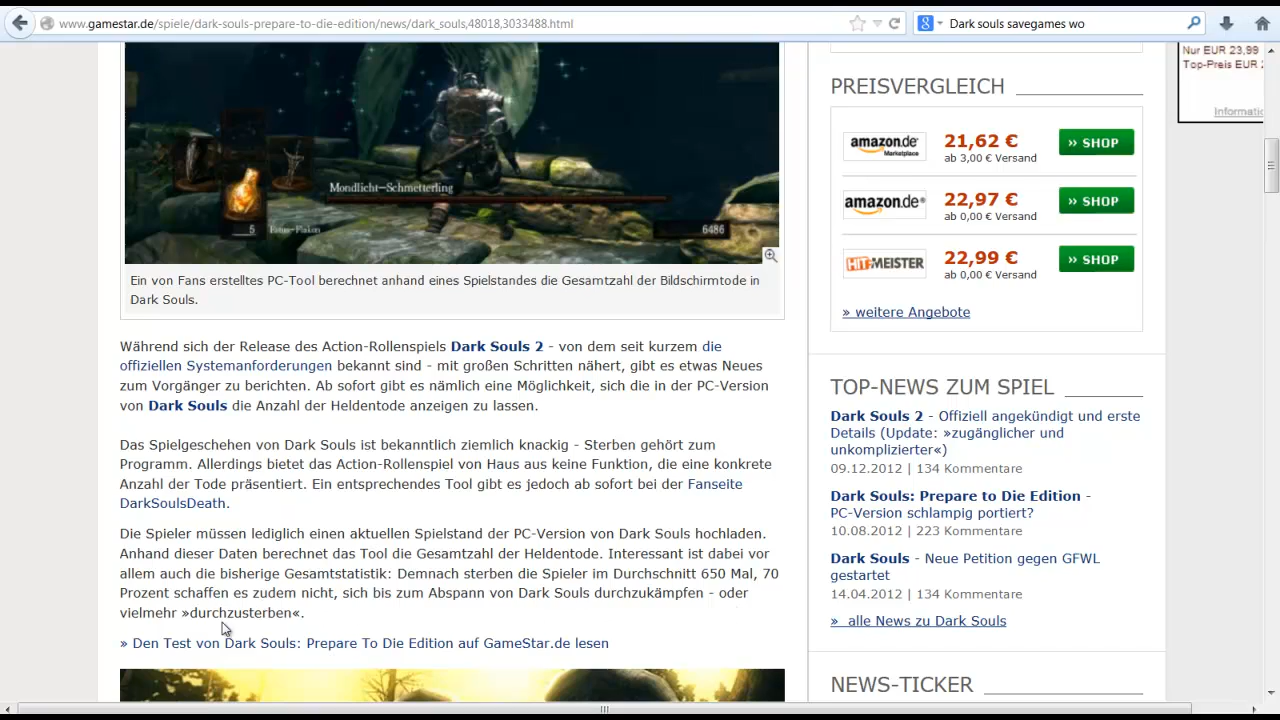 www.gamestar.de/spiele/dark-souls-prepare-to-die-edition/news/dark_souls,48018,3033488.html
Dark souls savegames wo
Mondlicht-Schmetterling
5
6486
Ein von Fans erstelltes PC-Tool berechnet anhand eines Spielstandes die Gesamtzahl der Bildschirmtode in
Dark Souls.
Während sich der Release des Action-Rollenspiels Dark Souls 2 - von dem seit kurzem die
offiziellen Systemanforderungen bekannt sind - mit großen Schritten nähert, gibt es etwas Neues
zum Vorgänger zu berichten. Ab sofort gibt es nämlich eine Möglichkeit, sich die in der PC-Version
von Dark Souls die Anzahl der Heldentode anzeigen zu lassen.
Das Spielgeschehen von Dark Souls ist bekanntlich ziemlich knackig - Sterben gehört zum
Programm. Allerdings bietet das Action-Rollenspiel von Haus aus keine Funktion, die eine konkrete
Anzahl der Tode präsentiert. Ein entsprechendes Tool gibt es jedoch ab sofort bei der Fanseite
DarkSoulsDeath.
Die Spieler müssen lediglich einen aktuellen Spielstand der PC-Version von Dark Souls hochladen.
Anhand dieser Daten berechnet das Tool die Gesamtzahl der Heldentode. Interessant ist dabei vor
allem auch die bisherige Gesamtstatistik: Demnach sterben die Spieler im Durchschnitt 650 Mal, 70
Prozent schaffen es zudem nicht, sich bis zum Abspann von Dark Souls durchzukämpfen - oder
vielmehr »durchzusterben«.
» Den Test von Dark Souls: Prepare To Die Edition auf GameStar.de lesen
PREISVERGLEICH
amazon.de Marketplace 21,62 € » SHOP
ab 3,00 € Versand
amazon.de 22,97 € » SHOP
ab 0,00 € Versand
HITMEISTER 22,99 € » SHOP
ab 0,00 € Versand
» weitere Angebote
TOP-NEWS ZUM SPIEL
Dark Souls 2 - Offiziell angekündigt und erste
Details (Update: »zugänglicher und
unkomplizierter«)
09.12.2012 | 134 Kommentare
Dark Souls: Prepare to Die Edition -
PC-Version schlampig portiert?
10.08.2012 | 223 Kommentare
Dark Souls - Neue Petition gegen GFWL
gestartet
14.04.2012 | 134 Kommentare
» alle News zu Dark Souls
NEWS-TICKER
Nur EUR 23,99
Top-Preis EUR